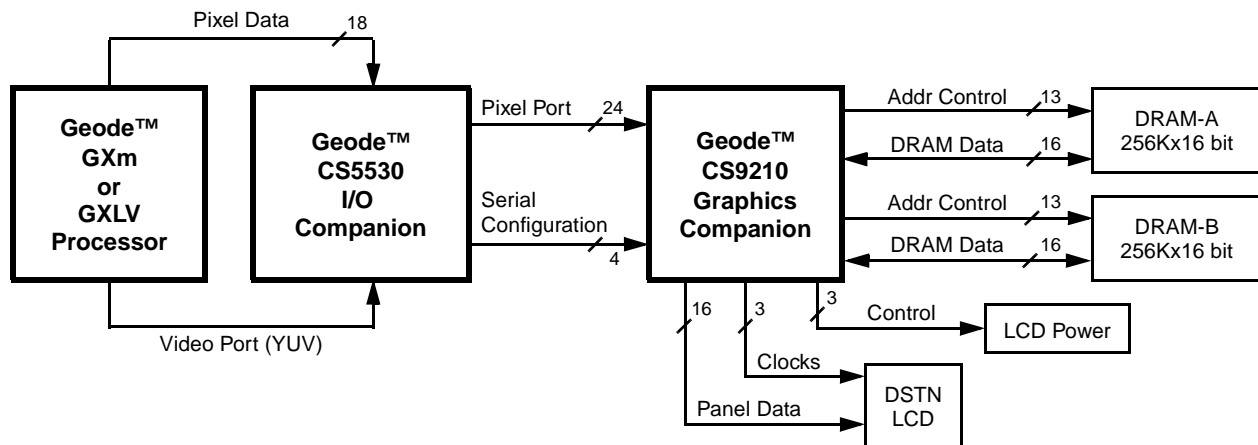 Pixel Data
18
Geode™
GXm
or
GXLV
Processor
Geode™
CS5530
I/O
Companion
Pixel Port
24
Serial
Configuration
4
Video Port (YUV)
Geode™
CS9210
Graphics
Companion
Addr Control
13
DRAM Data
16
DRAM-A
256Kx16 bit
Addr Control
13
DRAM Data
16
DRAM-B
256Kx16 bit
16
3
3
Control
LCD Power
Clocks
Panel Data
DSTN
LCD